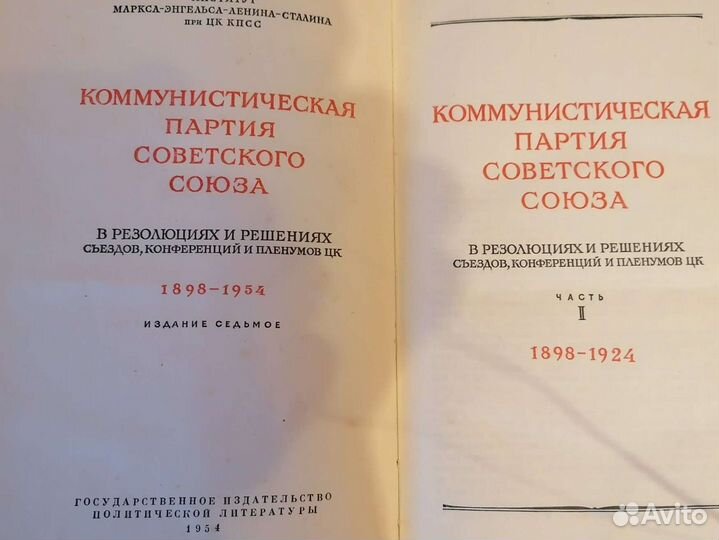 МАРКСА-ЭНГЕЛЬСА-ЛЕНИНА-СТАЛИНА
ПРИ ЦК КПСС
КОММУНИСТИЧЕСКАЯ
ПАРТИЯ
СОВЕТСКОГО
СОЮЗА
В РЕЗОЛЮЦИЯХ И РЕШЕНИЯХ
СЪЕЗДОВ, КОНФЕРЕНЦИЙ И ПЛЕНУМОВ ЦК
1898–1954
ИЗДАНИЕ СЕДЬМОЕ
ГОСУДАРСТВЕННОЕ ИЗДАТЕЛЬСТВО
ПОЛИТИЧЕСКОЙ ЛИТЕРАТУРЫ
1954
КОММУНИСТИЧЕСКАЯ
ПАРТИЯ
СОВЕТСКОГО
СОЮЗА
В РЕЗОЛЮЦИЯХ И РЕШЕНИЯХ
СЪЕЗДОВ, КОНФЕРЕНЦИЙ И ПЛЕНУМОВ ЦК
ЧАСТЬ
I
1898–1924
Avito